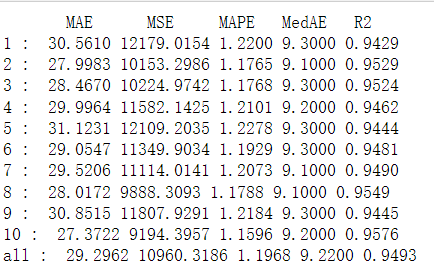 MAE MSE MAPE MedAE R2
1 : 30.5610 12179.0154 1.2200 9.3000 0.9429
2 : 27.9983 10153.2986 1.1765 9.1000 0.9529
3 : 28.4670 10224.9742 1.1768 9.3000 0.9524
4 : 29.9964 11582.1425 1.2101 9.2000 0.9462
5 : 31.1231 12109.2035 1.2278 9.3000 0.9444
6 : 29.0547 11349.9034 1.1929 9.3000 0.9481
7 : 29.5206 11114.0141 1.2073 9.1000 0.9490
8 : 28.0172 9888.3093 1.1788 9.1000 0.9549
9 : 30.8515 11807.9291 1.2184 9.3000 0.9445
10 : 27.3722 9194.3957 1.1596 9.2000 0.9576
all : 29.2962 10960.3186 1.1968 9.2200 0.9493